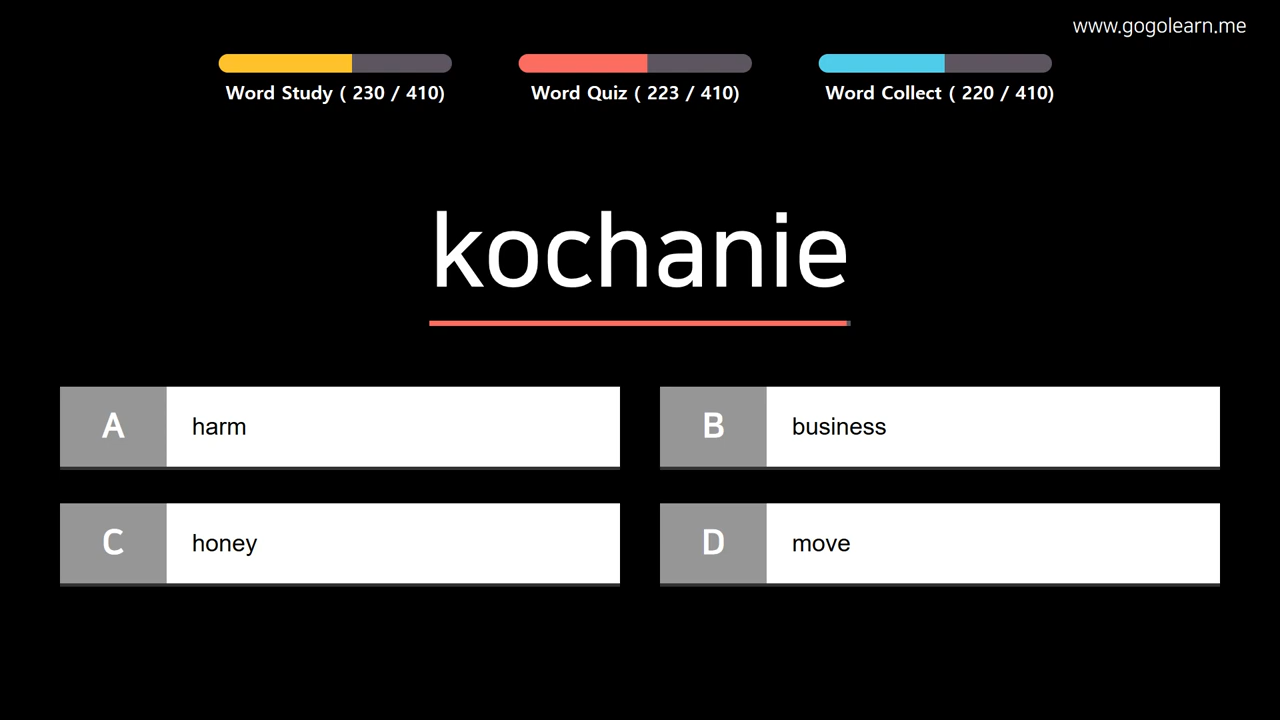 www.gogolearn.me
Word Study ( 230 / 410)
Word Quiz ( 223 / 410)
Word Collect ( 220 / 410)
kochanie
A harm
B business
C honey
D move